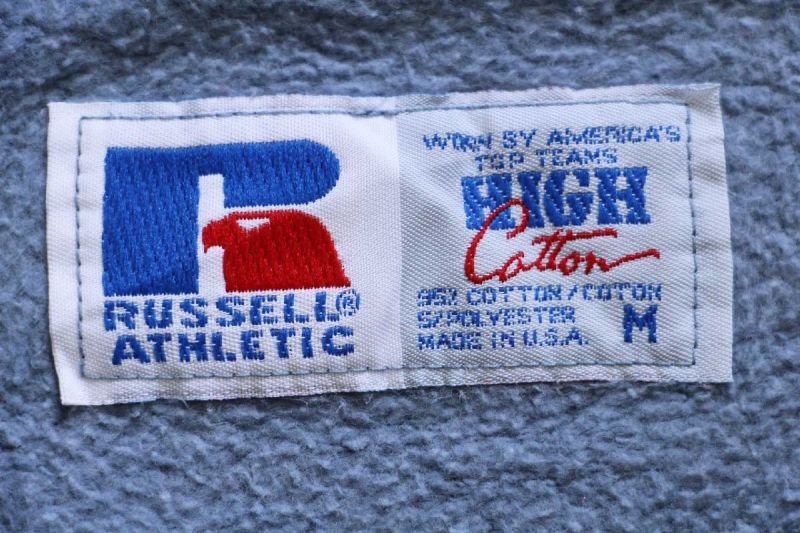 RUSSELL®
ATHLETIC
WORN BY AMERICA'S
TOP TEAMS
HIGH
Cotton
95% COTTON/COTON
5/POLYESTER
MADE IN U.S.A.
M